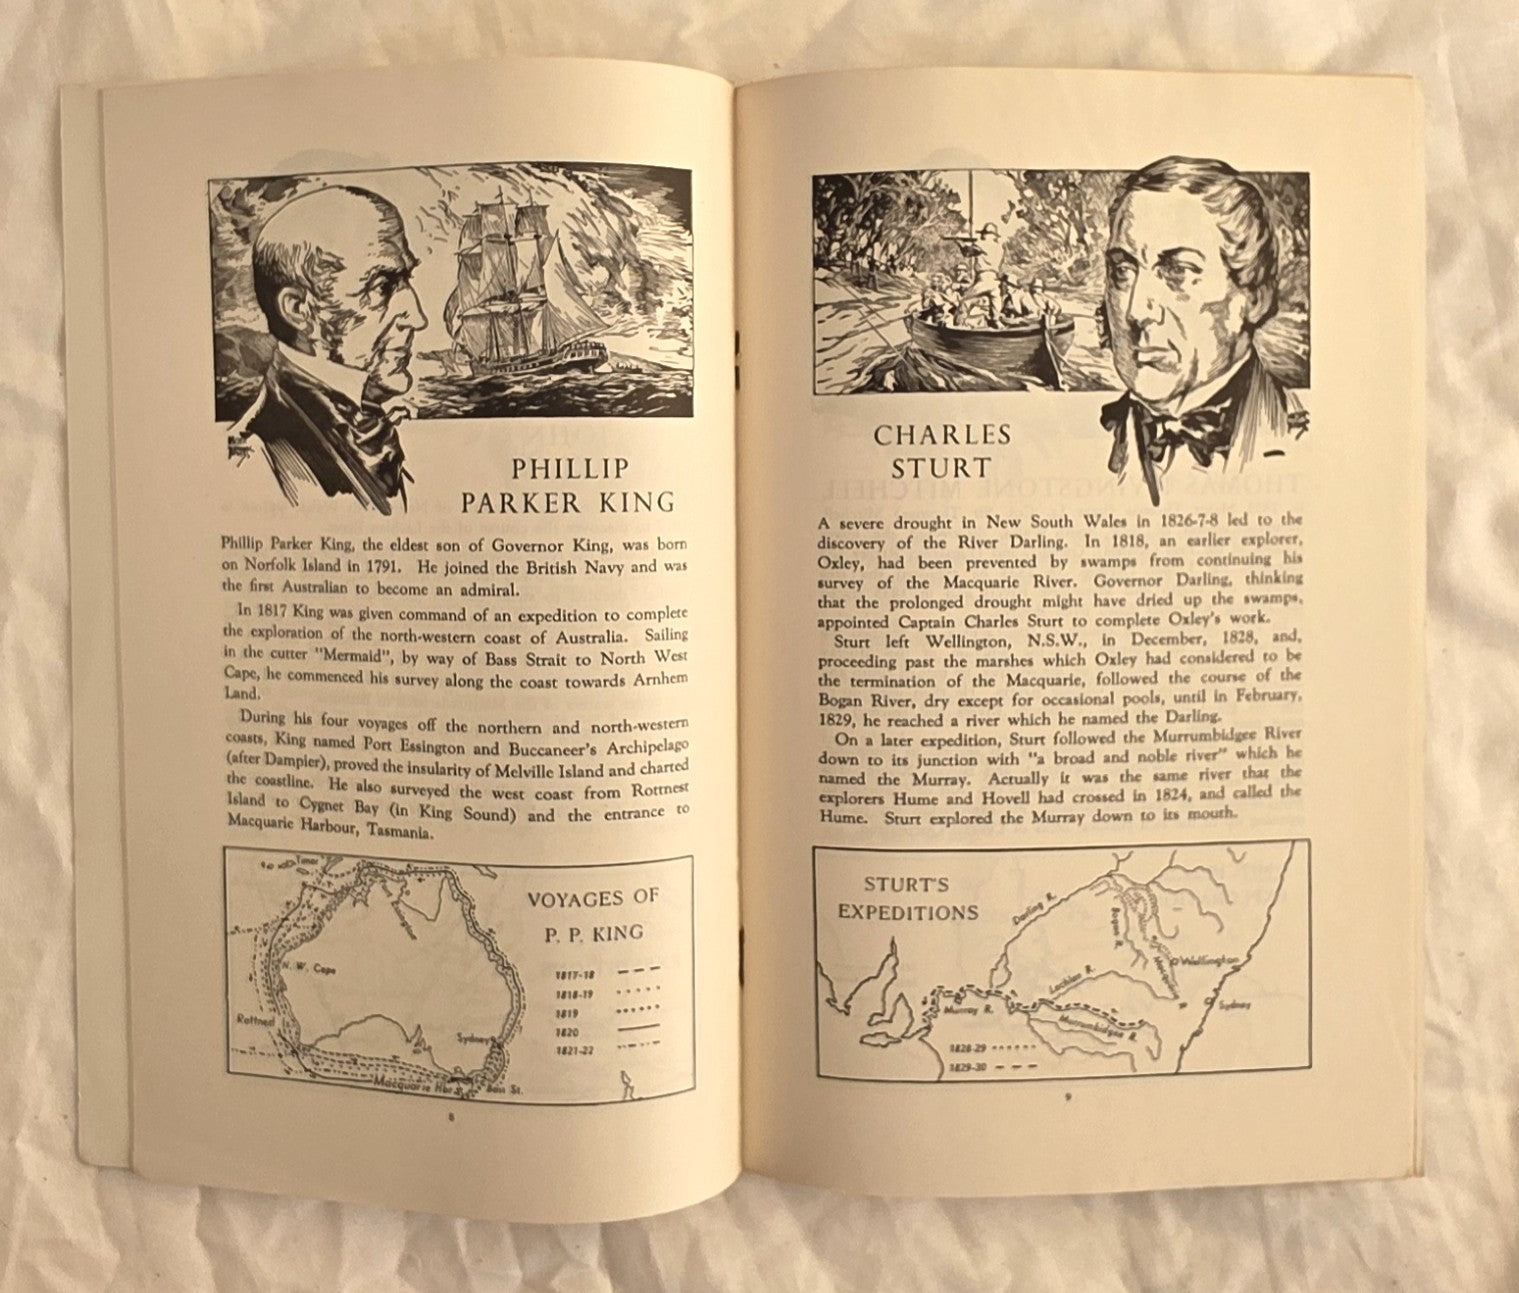 PHILLIP
PARKER KING
Phillip Parker King, the eldest son of Governor King, was born
on Norfolk Island in 1791. He joined the British Navy and was
the first Australian to become an admiral.
In 1817 King was given command of an expedition to complete
the exploration of the north-western coast of Australia. Sailing
in the cutter "Mermaid", by way of Bass Strait to North West
Cape, he commenced his survey along the coast towards Arnhem
Land.
During his four voyages off the northern and north-western
coasts, King named Port Essington and Buccaneer's Archipelago
(after Dampier), proved the insularity of Melville Island and charted
the coastline. He also surveyed the west coast from Rottnest
Island to Cygnet Bay (in King Sound) and the entrance to
Macquarie Harbour, Tasmania.
VOYAGES OF
P. P. KING
1817-18
1818-19
1819
1820
1821-22
Timor
N. W. Cape
Rottnest I.
Sydney
Macquarie Hbr.
Bass St.
8
CHARLES
STURT
A severe drought in New South Wales in 1826-7-8 led to the
discovery of the River Darling. In 1818, an earlier explorer,
Oxley, had been prevented by swamps from continuing his
survey of the Macquarie River. Governor Darling, thinking
that the prolonged drought might have dried up the swamps,
appointed Captain Charles Sturt to complete Oxley's work.
Sturt left Wellington, N.S.W., in December, 1828, and,
proceeding past the marshes which Oxley had considered to be
the termination of the Macquarie, followed the course of the
Bogan River, dry except for occasional pools, until in February,
1829, he reached a river which he named the Darling.
On a later expedition, Sturt followed the Murrumbidgee River
down to its junction with "a broad and noble river" which he
named the Murray. Actually it was the same river that the
explorers Hume and Hovell had crossed in 1824, and called the
Hume. Sturt explored the Murray down to its mouth.
STURT'S
EXPEDITIONS
Darling R.
Bogan R.
Macquarie
Wellington
Lachlan R.
Sydney
Murray R.
Murrumbidgee R.
1828-29
1829-30
9